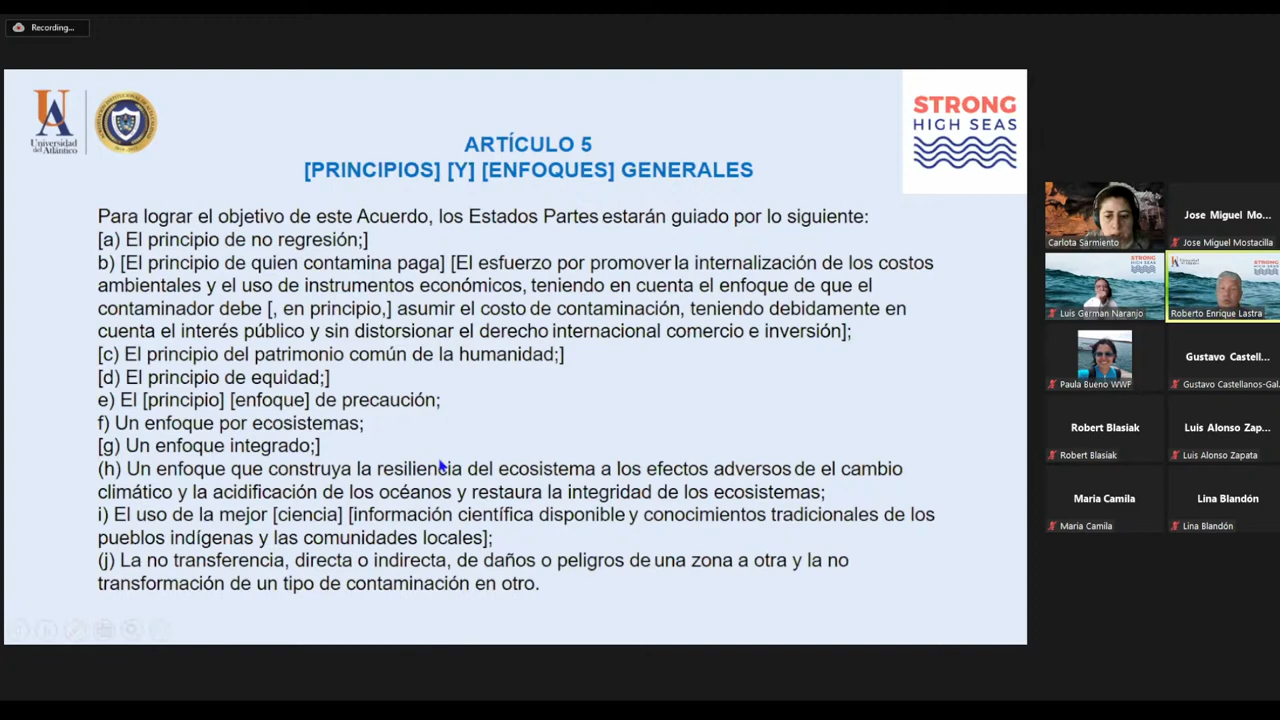 Recording...
UA
Universidad
del Atlántico
STRONG
HIGH SEAS
ARTÍCULO 5
[PRINCIPIOS] [Y] [ENFOQUES] GENERALES
Para lograr el objetivo de este Acuerdo, los Estados Partes estarán guiado por lo siguiente:
[a) El principio de no regresión;]
b) [El principio de quien contamina paga] [El esfuerzo por promover la internalización de los costos
ambientales y el uso de instrumentos económicos, teniendo en cuenta el enfoque de que el
contaminador debe [, en principio,] asumir el costo de contaminación, teniendo debidamente en
cuenta el interés público y sin distorsionar el derecho internacional comercio e inversión];
[c) El principio del patrimonio común de la humanidad;]
[d) El principio de equidad;]
e) El [principio] [enfoque] de precaución;
f) Un enfoque por ecosistemas;
[g) Un enfoque integrado;]
(h) Un enfoque que construya la resiliencia del ecosistema a los efectos adversos de el cambio
climático y la acidificación de los océanos y restaura la integridad de los ecosistemas;
i) El uso de la mejor [ciencia] [información científica disponible y conocimientos tradicionales de los
pueblos indígenas y las comunidades locales];
(j) La no transferencia, directa o indirecta, de daños o peligros de una zona a otra y la no
transformación de un tipo de contaminación en otro.
Carlota Sarmiento
Jose Miguel Mo...
Jose Miguel Mostacilla
STRONG
HIGH SEAS
Luis German Naranjo
Roberto Enrique Lastra
Paula Bueno WWF
Gustavo Castell...
Gustavo Castellanos-Gal...
Robert Blasiak
Robert Blasiak
Luis Alonso Zap...
Luis Alonso Zapata
Maria Camila
Maria Camila
Lina Blandón
Lina Blandón